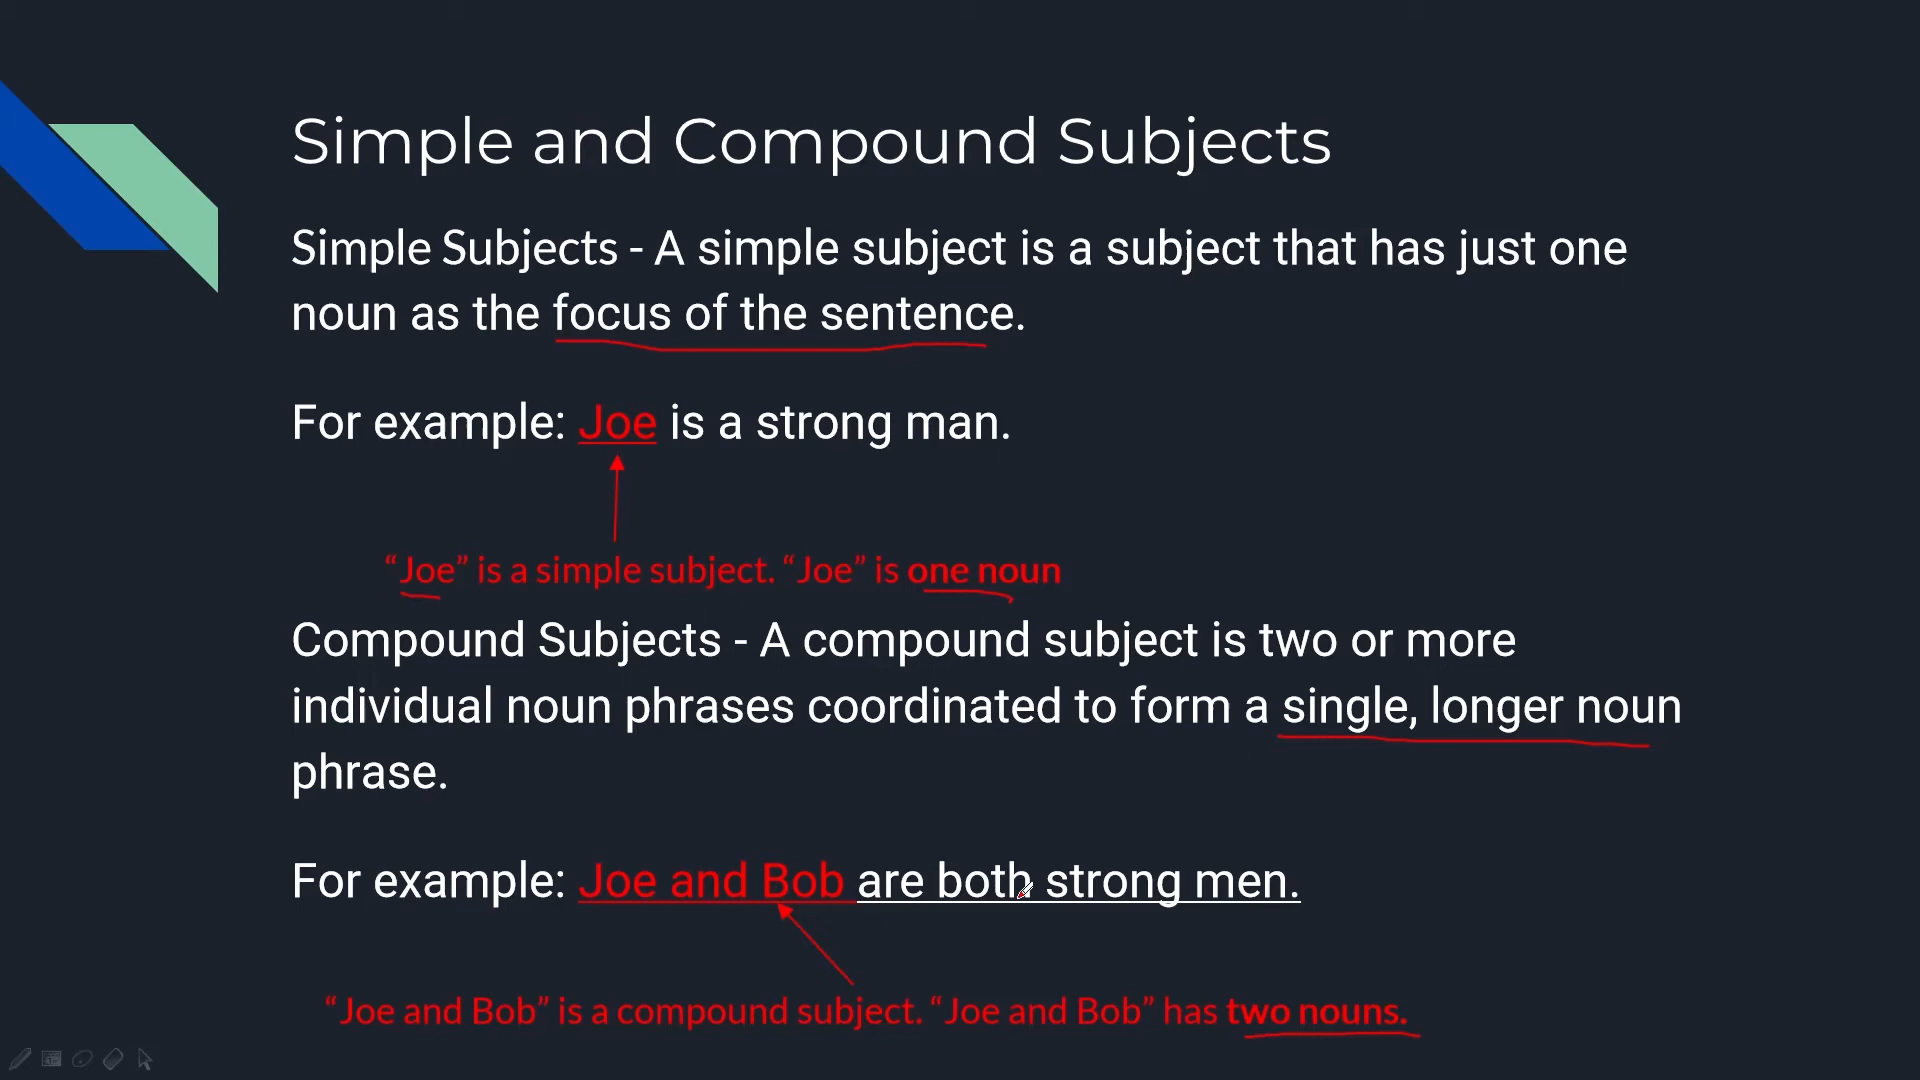 Simple and Compound Subjects
Simple Subjects - A simple subject is a subject that has just one
noun as the focus of the sentence.
For example: Joe is a strong man.
“Joe” is a simple subject. “Joe” is one noun
Compound Subjects - A compound subject is two or more
individual noun phrases coordinated to form a single, longer noun
phrase.
For example: Joe and Bob are both strong men.
“Joe and Bob” is a compound subject. “Joe and Bob” has two nouns.